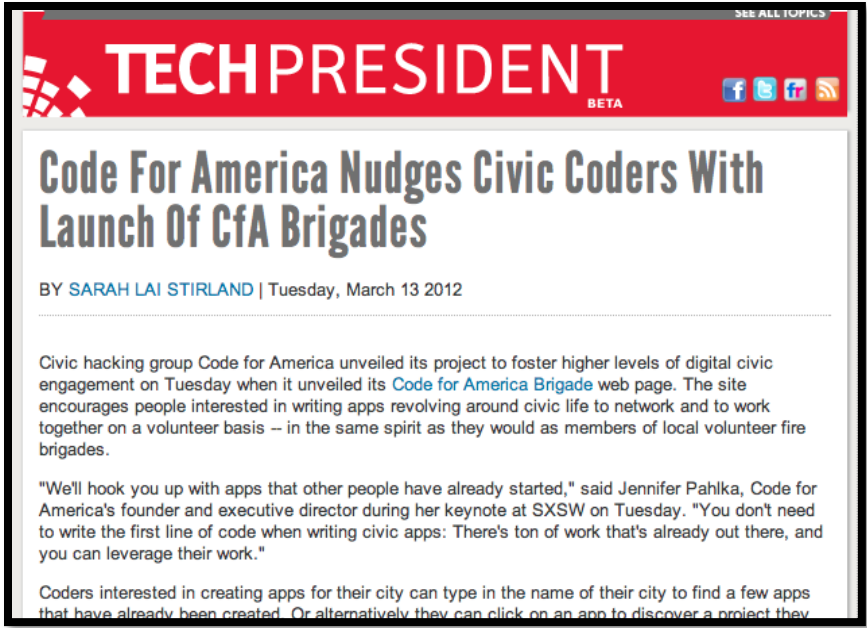 SEE ALL TOPICS
TECHPRESIDENT
BETA
f t fr
Code For America Nudges Civic Coders With
Launch Of CfA Brigades
BY SARAH LAI STIRLAND | Tuesday, March 13 2012
Civic hacking group Code for America unveiled its project to foster higher levels of digital civic
engagement on Tuesday when it unveiled its Code for America Brigade web page. The site
encourages people interested in writing apps revolving around civic life to network and to work
together on a volunteer basis -- in the same spirit as they would as members of local volunteer fire
brigades.
"We'll hook you up with apps that other people have already started," said Jennifer Pahlka, Code for
America's founder and executive director during her keynote at SXSW on Tuesday. "You don't need
to write the first line of code when writing civic apps: There's ton of work that's already out there, and
you can leverage their work."
Coders interested in creating apps for their city can type in the name of their city to find a few apps
that have already been created. Or alternatively they can click on an app to discover a project they